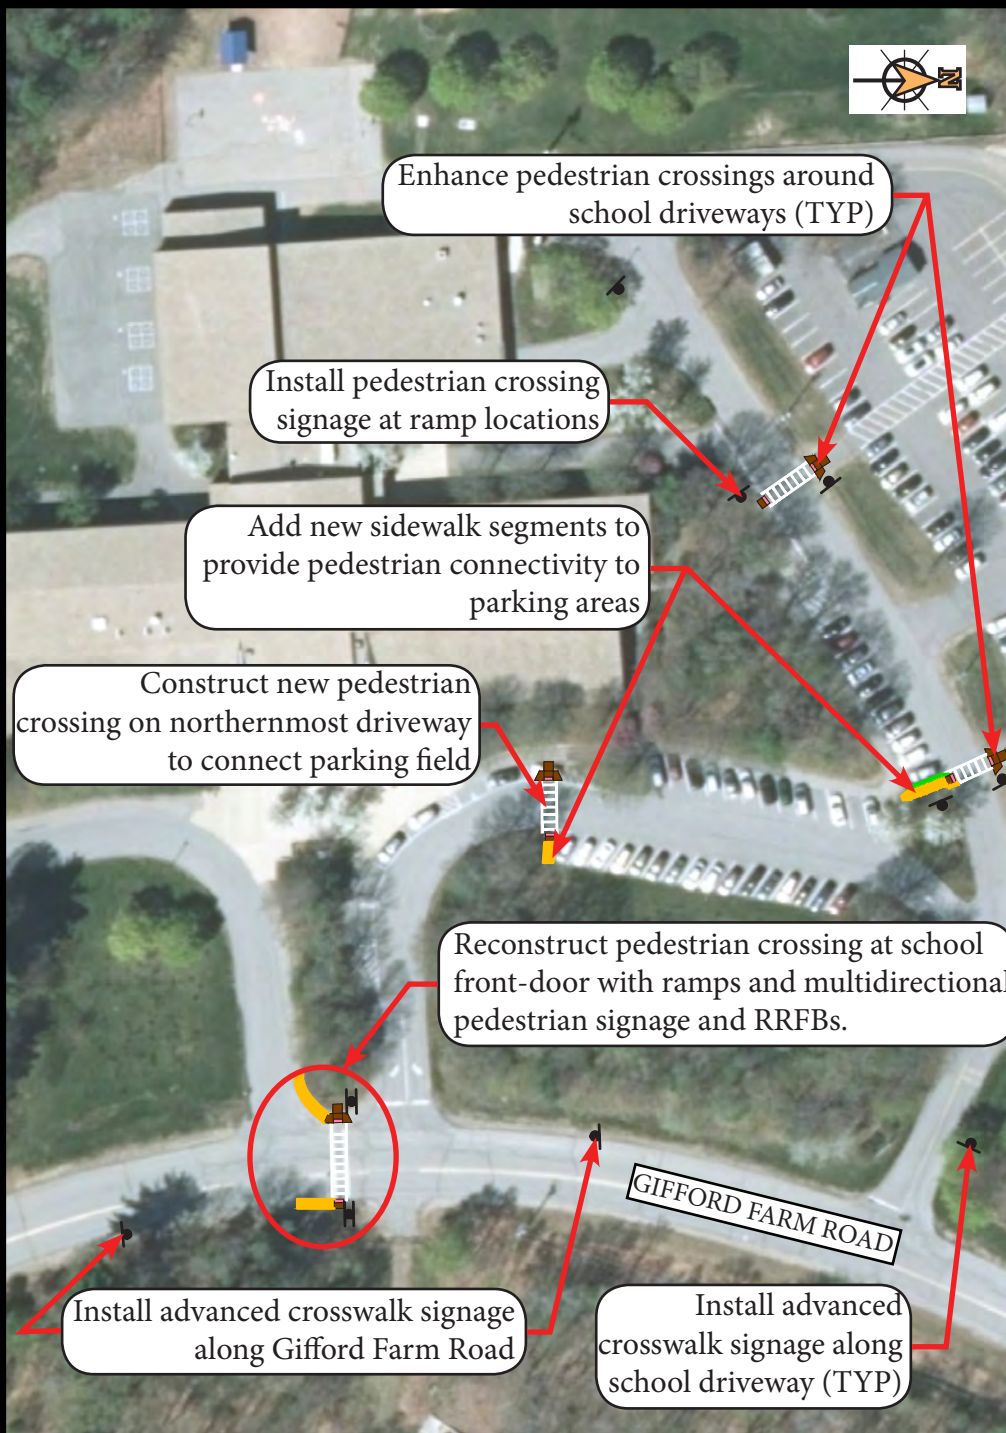 N
Enhance pedestrian crossings around
school driveways (TYP)
Install pedestrian crossing
signage at ramp locations
Add new sidewalk segments to
provide pedestrian connectivity to
parking areas
Construct new pedestrian
crossing on northernmost driveway
to connect parking field
Reconstruct pedestrian crossing at school
front-door with ramps and multidirectional
pedestrian signage and RRFBs.
GIFFORD FARM ROAD
Install advanced crosswalk signage
along Gifford Farm Road
Install advanced
crosswalk signage along
school driveway (TYP)